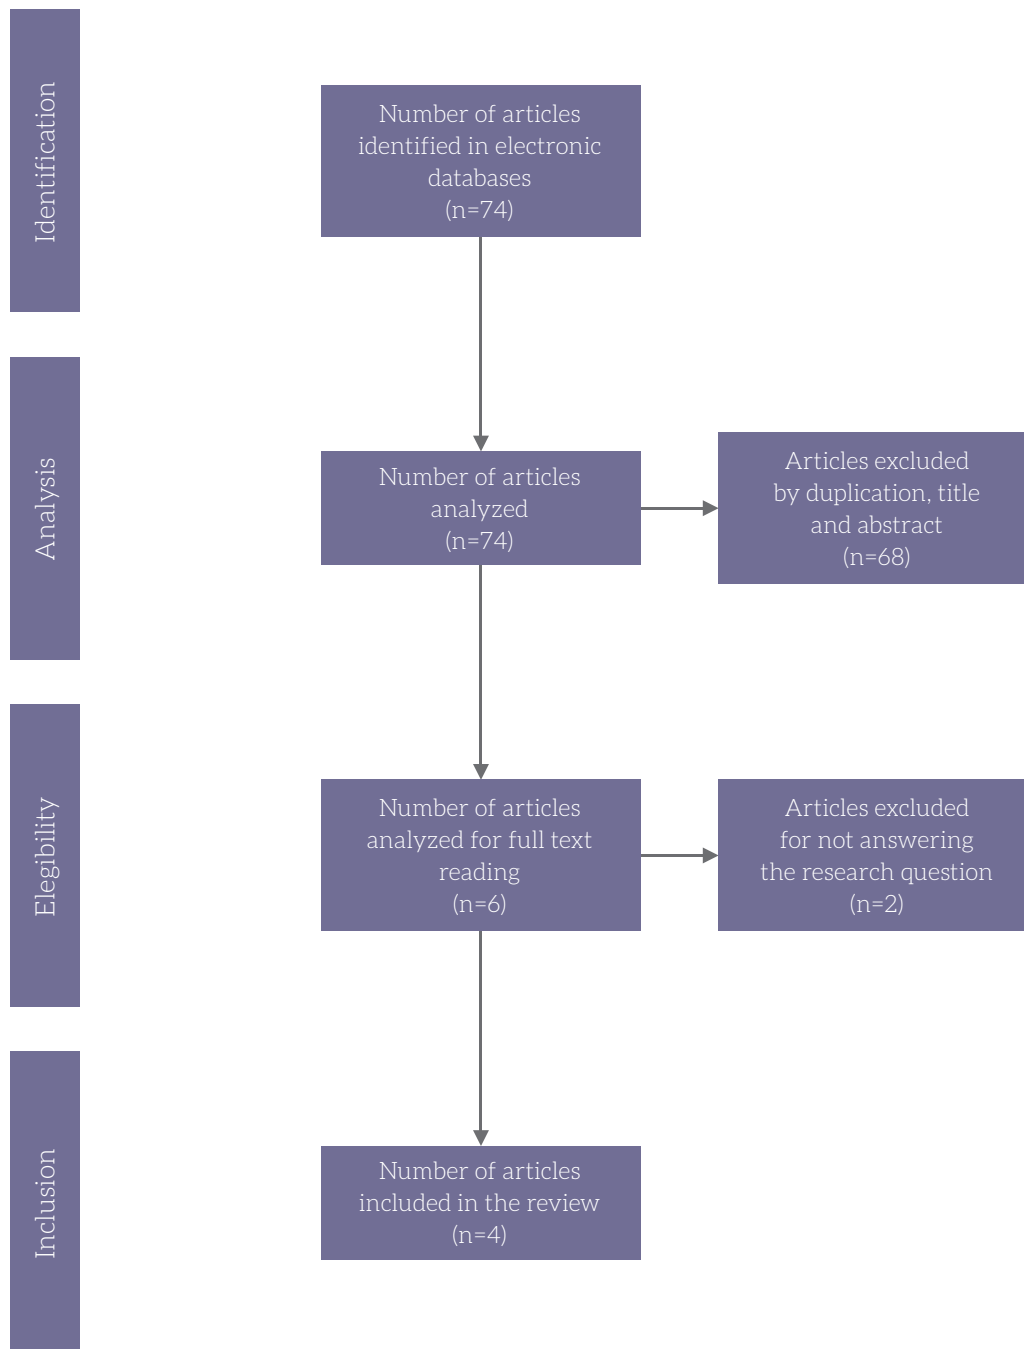 Identification
Number of articles
identified in electronic
databases
(n=74)
Analysis
Number of articles
analyzed
(n=74)
Articles excluded
by duplication, title
and abstract
(n=68)
Elegibility
Number of articles
analyzed for full text
reading
(n=6)
Articles excluded
for not answering
the research question
(n=2)
Inclusion
Number of articles
included in the review
(n=4)